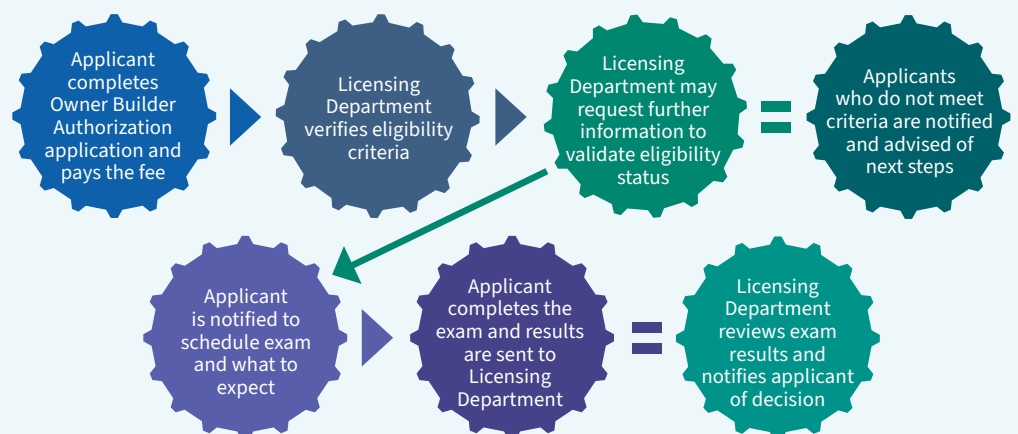 Applicant
completes
Owner Builder
Authorization
application and
pays the fee
Licensing
Department
verifies eligibility
criteria
Licensing
Department may
request further
information to
validate eligibility
status
Applicants
who do not meet
criteria are notified
and advised of
next steps
Applicant
is notified to
schedule exam
and what to
expect
Applicant
completes the
exam and results
are sent to
Licensing
Department
Licensing
Department
reviews exam
results and
notifies applicant
of decision